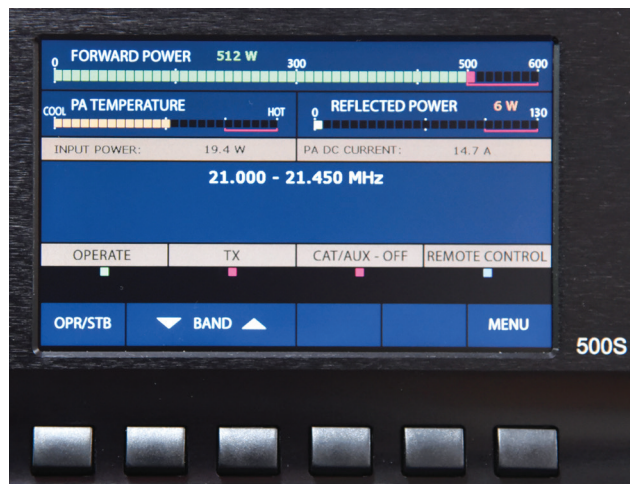 FORWARD POWER 512 W
0 300 500 600
PA TEMPERATURE
COOL HOT
REFLECTED POWER 6 W
0 130
INPUT POWER: 19.4 W PA DC CURRENT: 14.7 A
21.000 - 21.450 MHz
OPERATE TX CAT/AUX - OFF REMOTE CONTROL
OPR/STB BAND MENU
500S